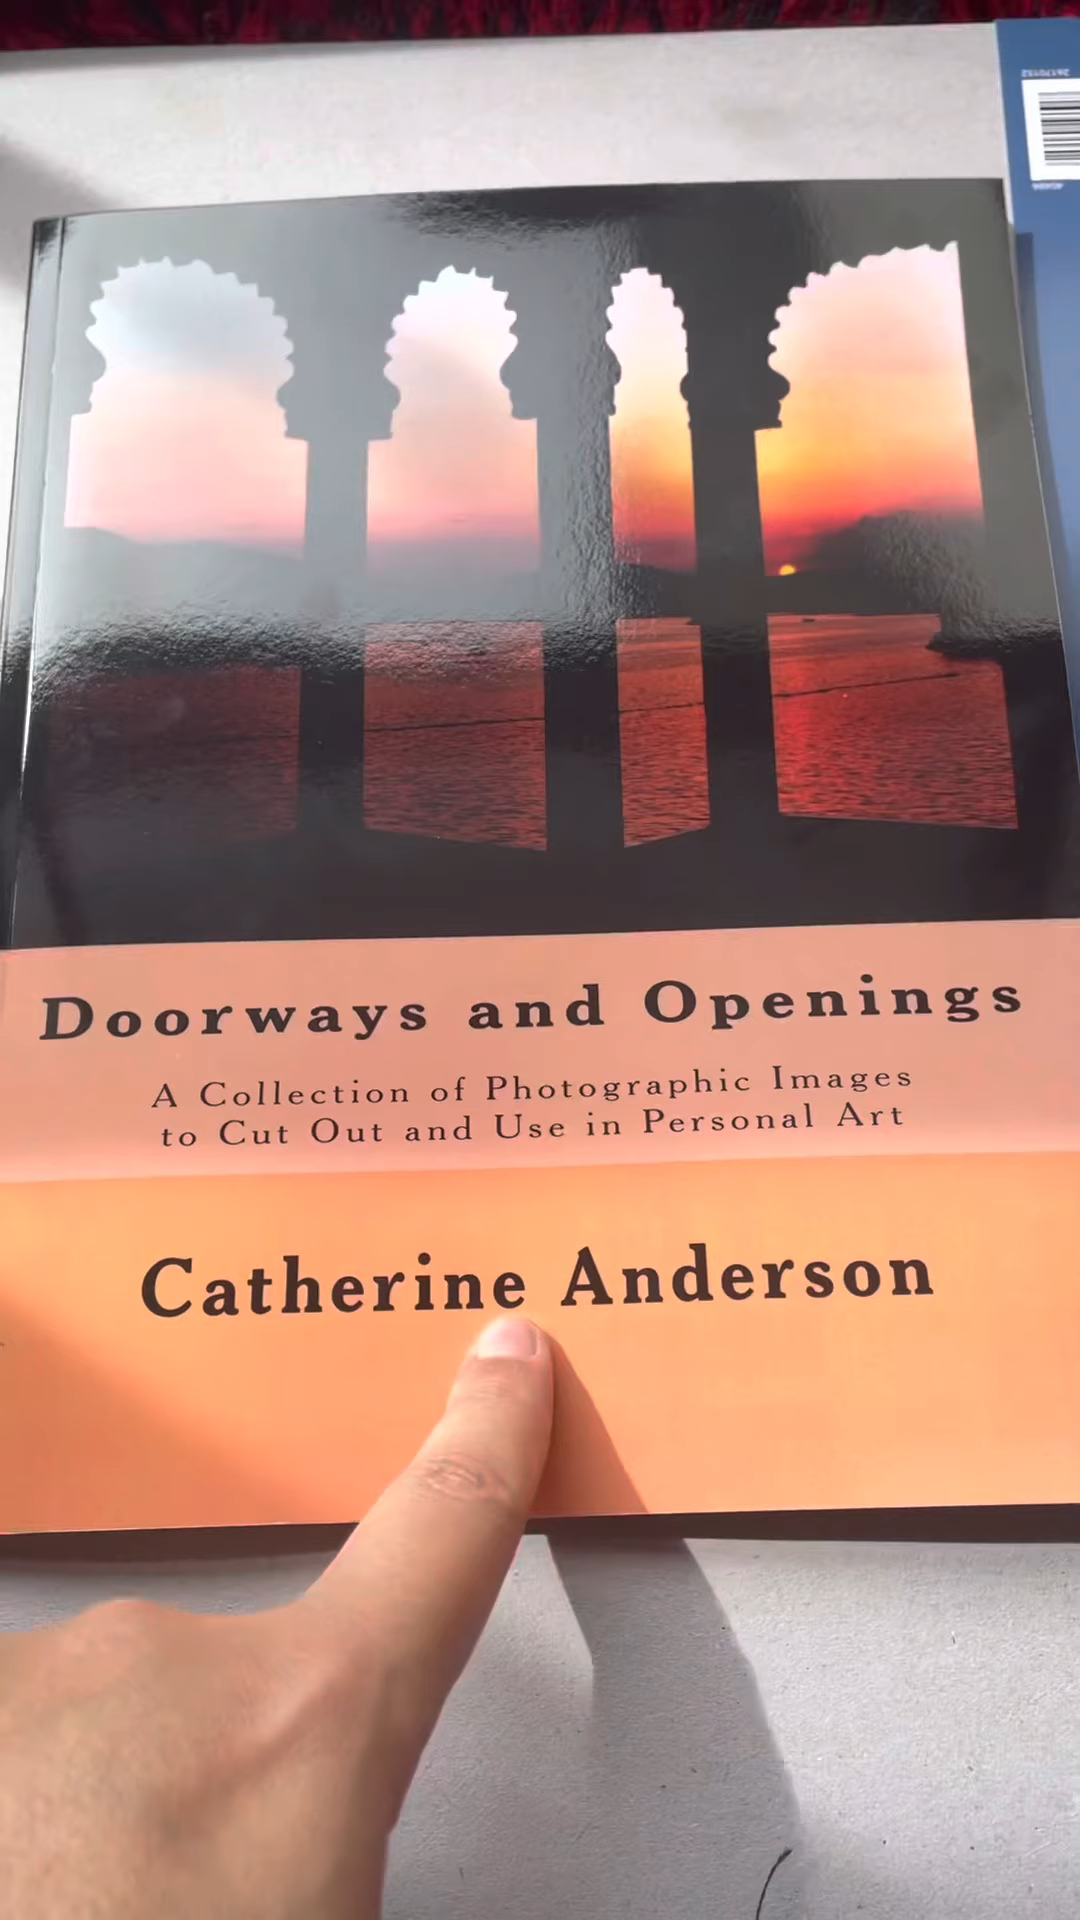 Doorways and Openings
A Collection of Photographic Images
to Cut Out and Use in Personal Art
Catherine Anderson